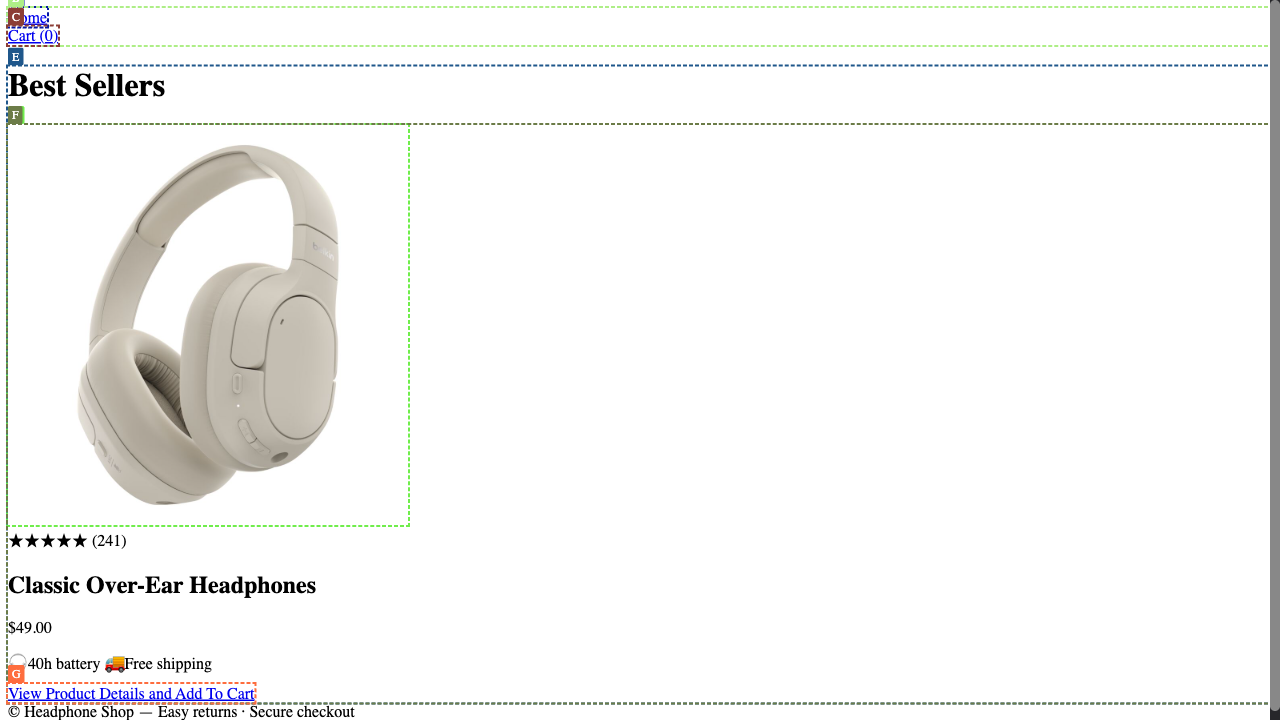 C ome
Cart (0)
E
Best Sellers
F
★★★★★ (241)
Classic Over-Ear Headphones
$49.00
40h battery 🚚Free shipping
G
View Product Details and Add To Cart
© Headphone Shop — Easy returns · Secure checkout